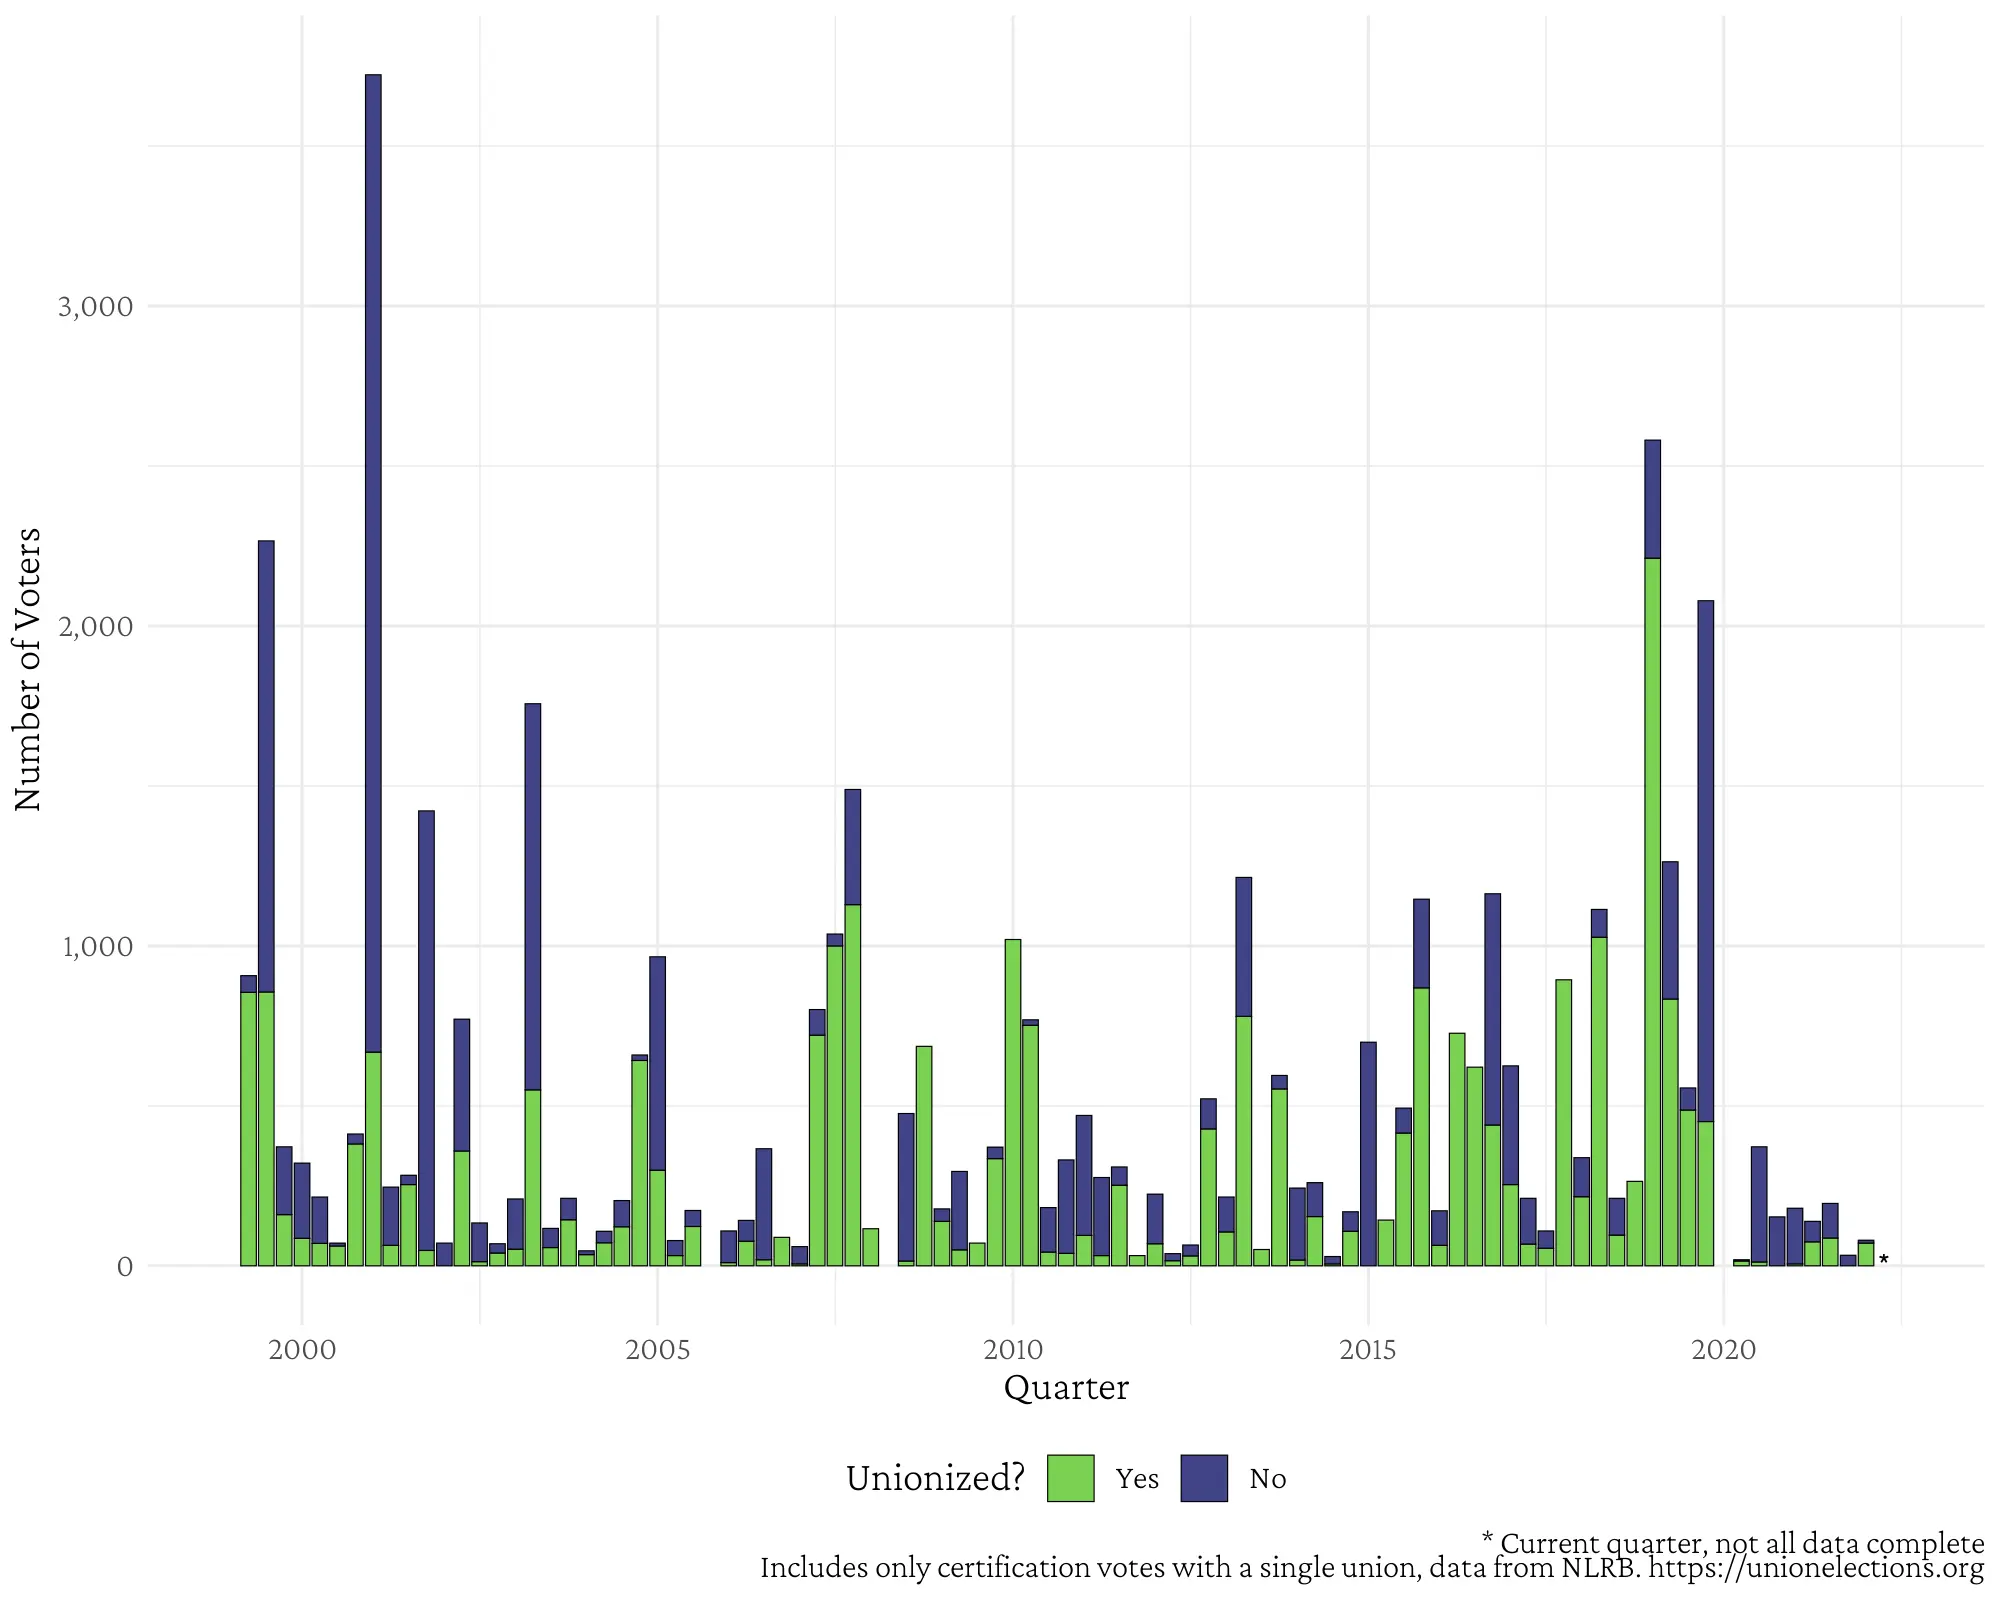 3,000
2,000
1,000
0
Number of Voters
2000 2005 2010 2015 2020
*
Quarter
Unionized? Yes No
* Current quarter, not all data complete
Includes only certification votes with a single union, data from NLRB. https://unionelections.org